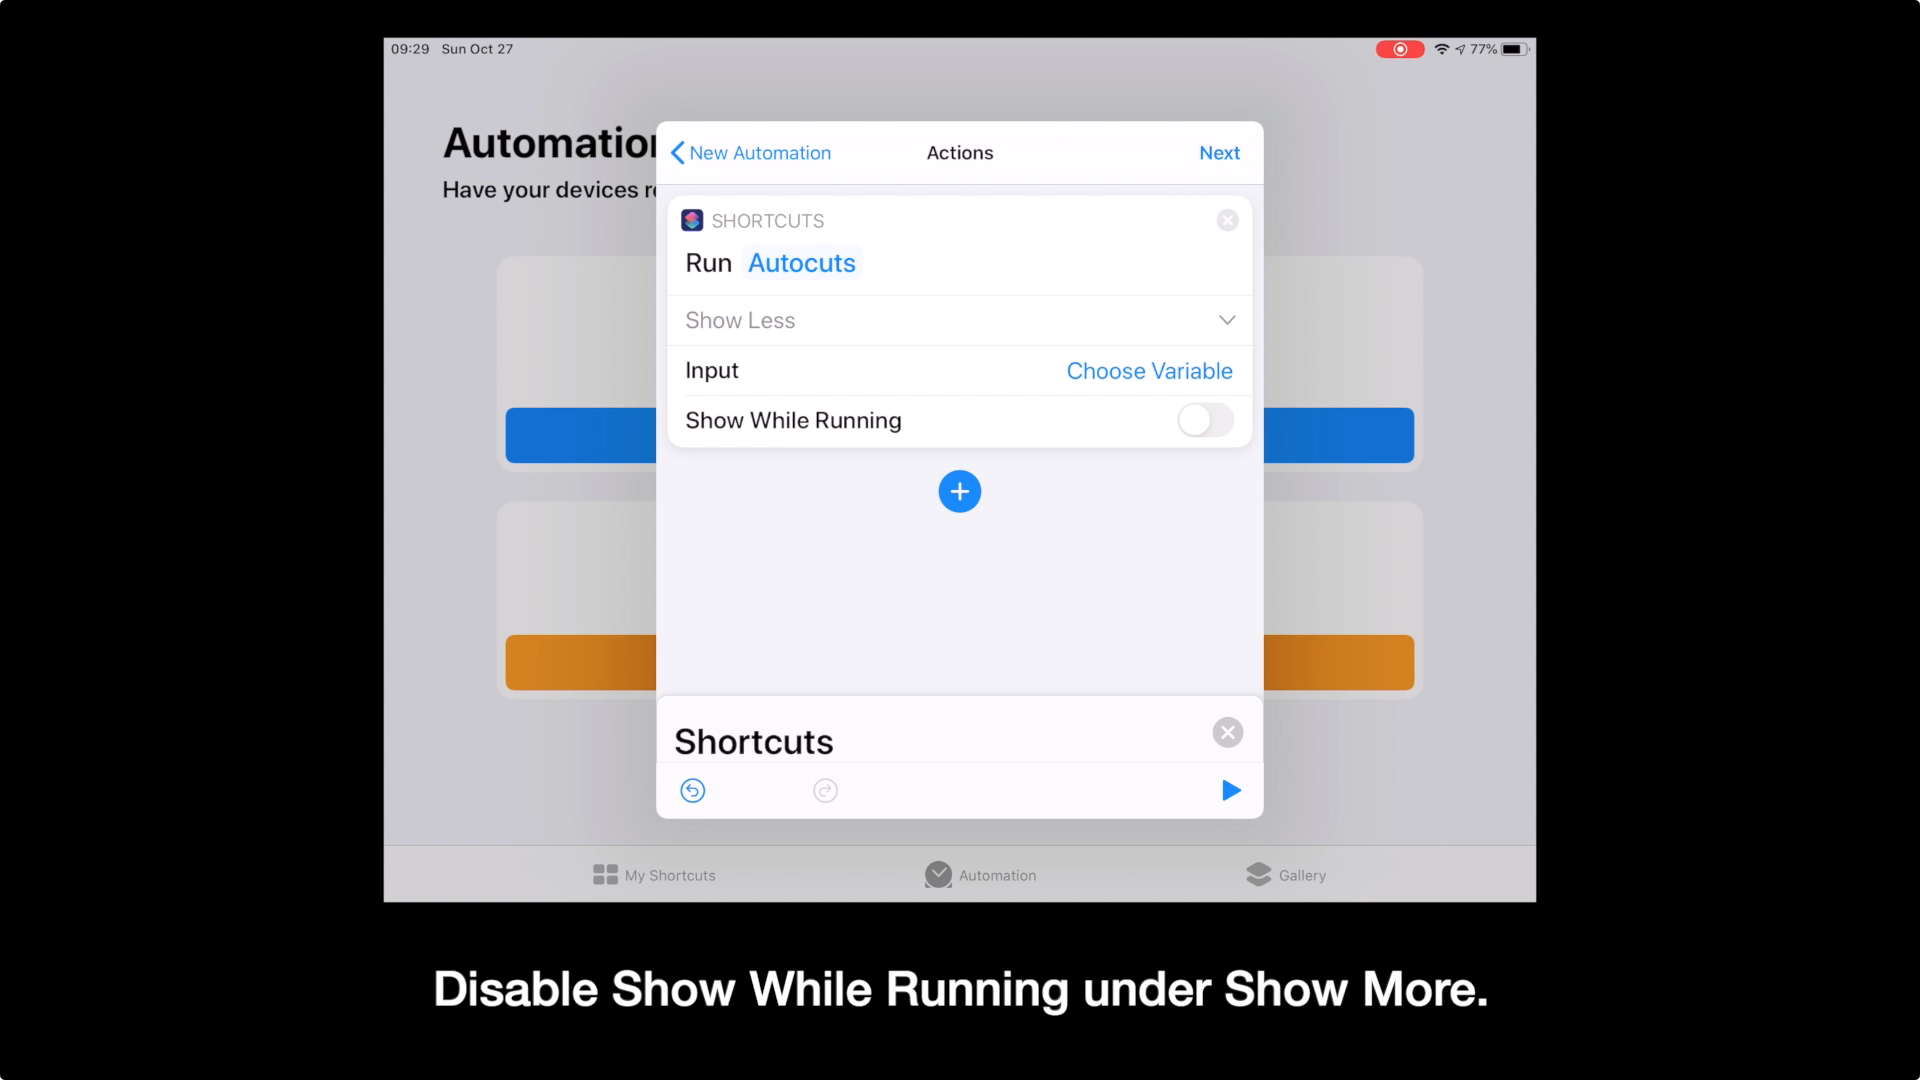 09:29 Sun Oct 27
77%
Automation
Have your devices r
New Automation
Actions
Next
SHORTCUTS
Run Autocuts
Show Less
Input
Choose Variable
Show While Running
Shortcuts
My Shortcuts
Automation
Gallery
Disable Show While Running under Show More.